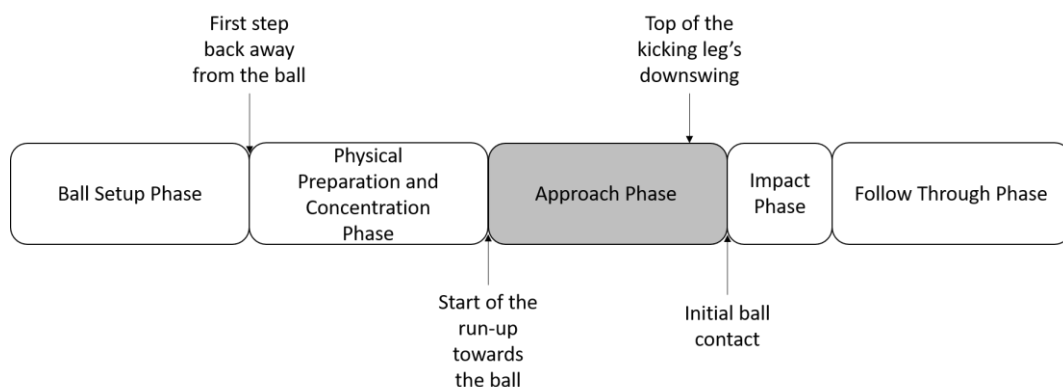 First step
back away
from the ball
Top of the
kicking leg's
downswing
Ball Setup Phase
Physical
Preparation and
Concentration
Phase
Approach Phase
Impact
Phase
Follow Through Phase
Start of the
run-up
towards
the ball
Initial ball
contact